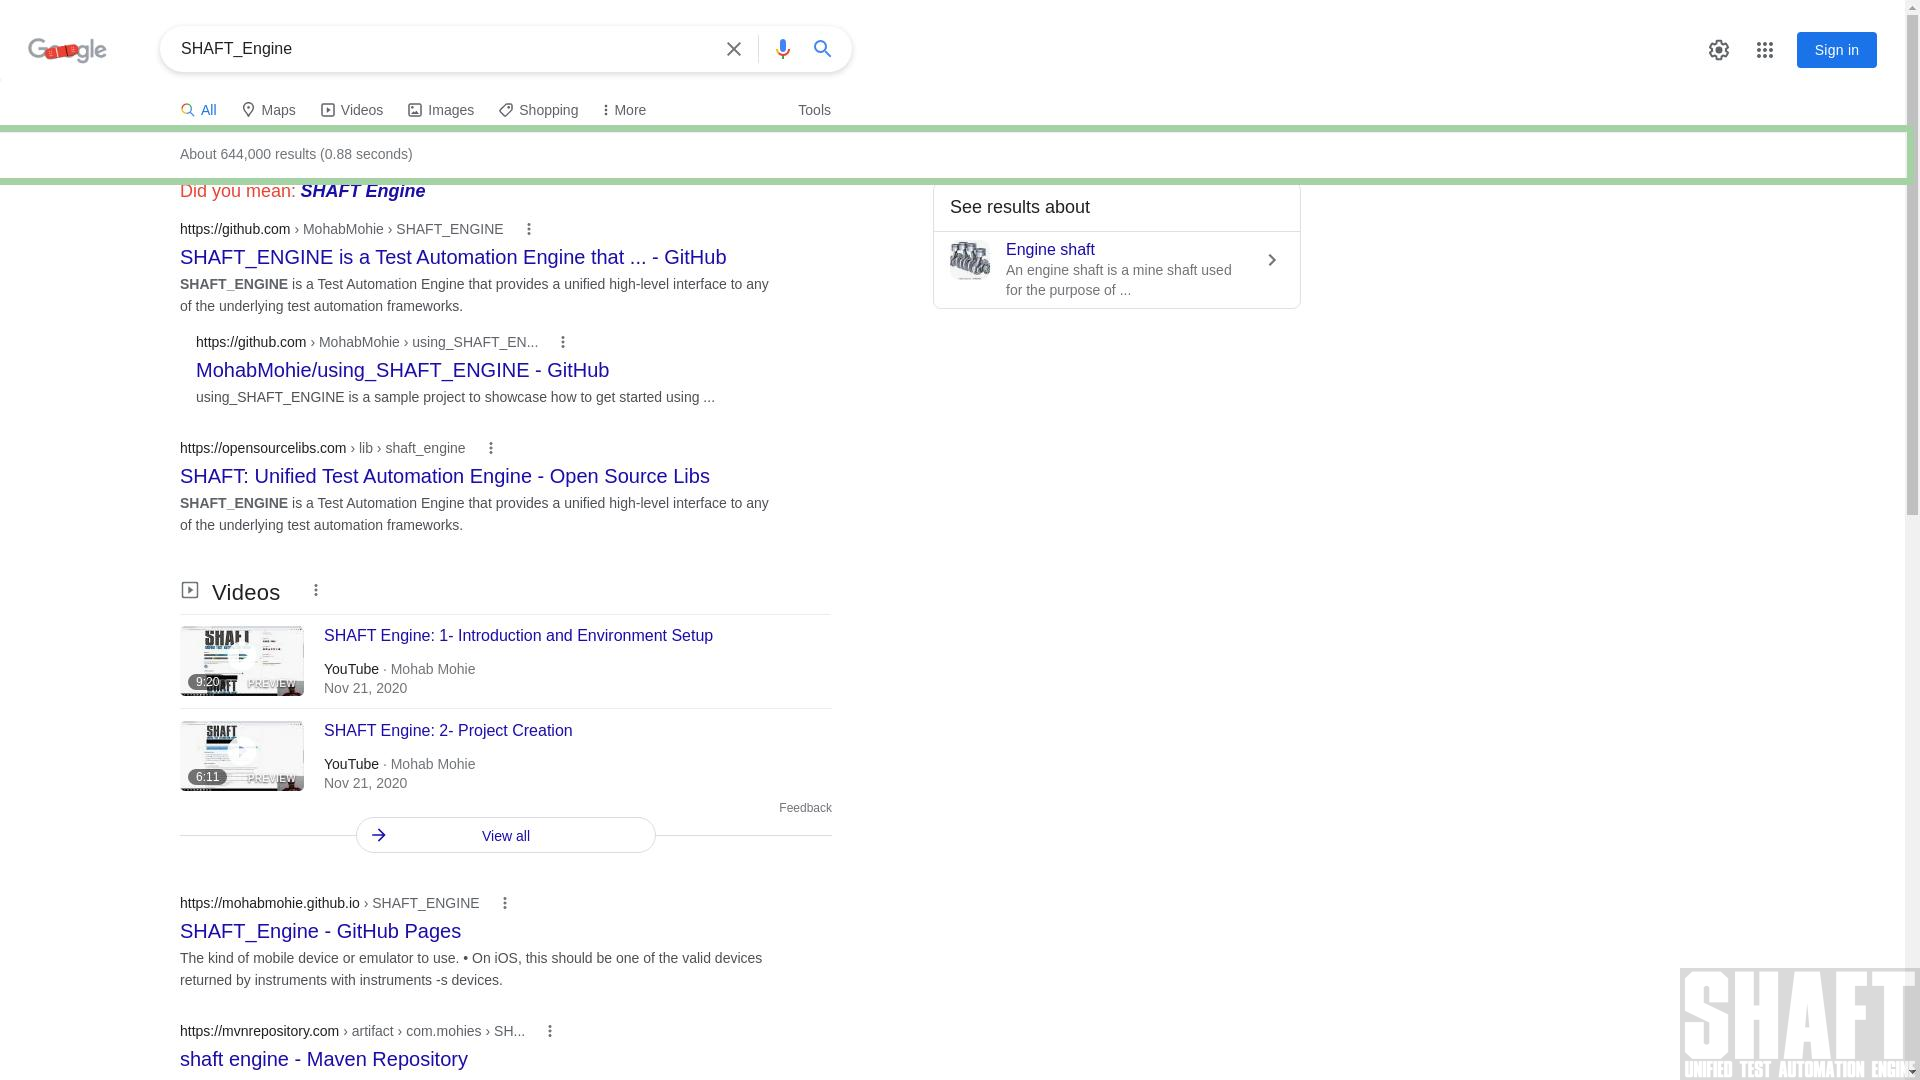 Google
SHAFT_Engine
Sign in
All
Maps
Videos
Images
Shopping
More
Tools
About 644,000 results (0.88 seconds)
Did you mean: SHAFT Engine
https://github.com › MohabMohie › SHAFT_ENGINE
SHAFT_ENGINE is a Test Automation Engine that ... - GitHub
SHAFT_ENGINE is a Test Automation Engine that provides a unified high-level interface to any
of the underlying test automation frameworks.
https://github.com › MohabMohie › using_SHAFT_EN...
MohabMohie/using_SHAFT_ENGINE - GitHub
using_SHAFT_ENGINE is a sample project to showcase how to get started using ...
https://opensourcelibs.com › lib › shaft_engine
SHAFT: Unified Test Automation Engine - Open Source Libs
SHAFT_ENGINE is a Test Automation Engine that provides a unified high-level interface to any
of the underlying test automation frameworks.
Videos
SHAFT
9:20
PREVIEW
SHAFT Engine: 1- Introduction and Environment Setup
YouTube · Mohab Mohie
Nov 21, 2020
SHAFT
6:11
PREVIEW
SHAFT Engine: 2- Project Creation
YouTube · Mohab Mohie
Nov 21, 2020
Feedback
View all
https://mohabmohie.github.io › SHAFT_ENGINE
SHAFT_Engine - GitHub Pages
The kind of mobile device or emulator to use. • On iOS, this should be one of the valid devices
returned by instruments with instruments -s devices.
https://mvnrepository.com › artifact › com.mohies › SH...
shaft engine - Maven Repository
See results about
Engine shaft
An engine shaft is a mine shaft used
for the purpose of ...
SHAFT
UNIFIED TEST AUTOMATION ENGINE